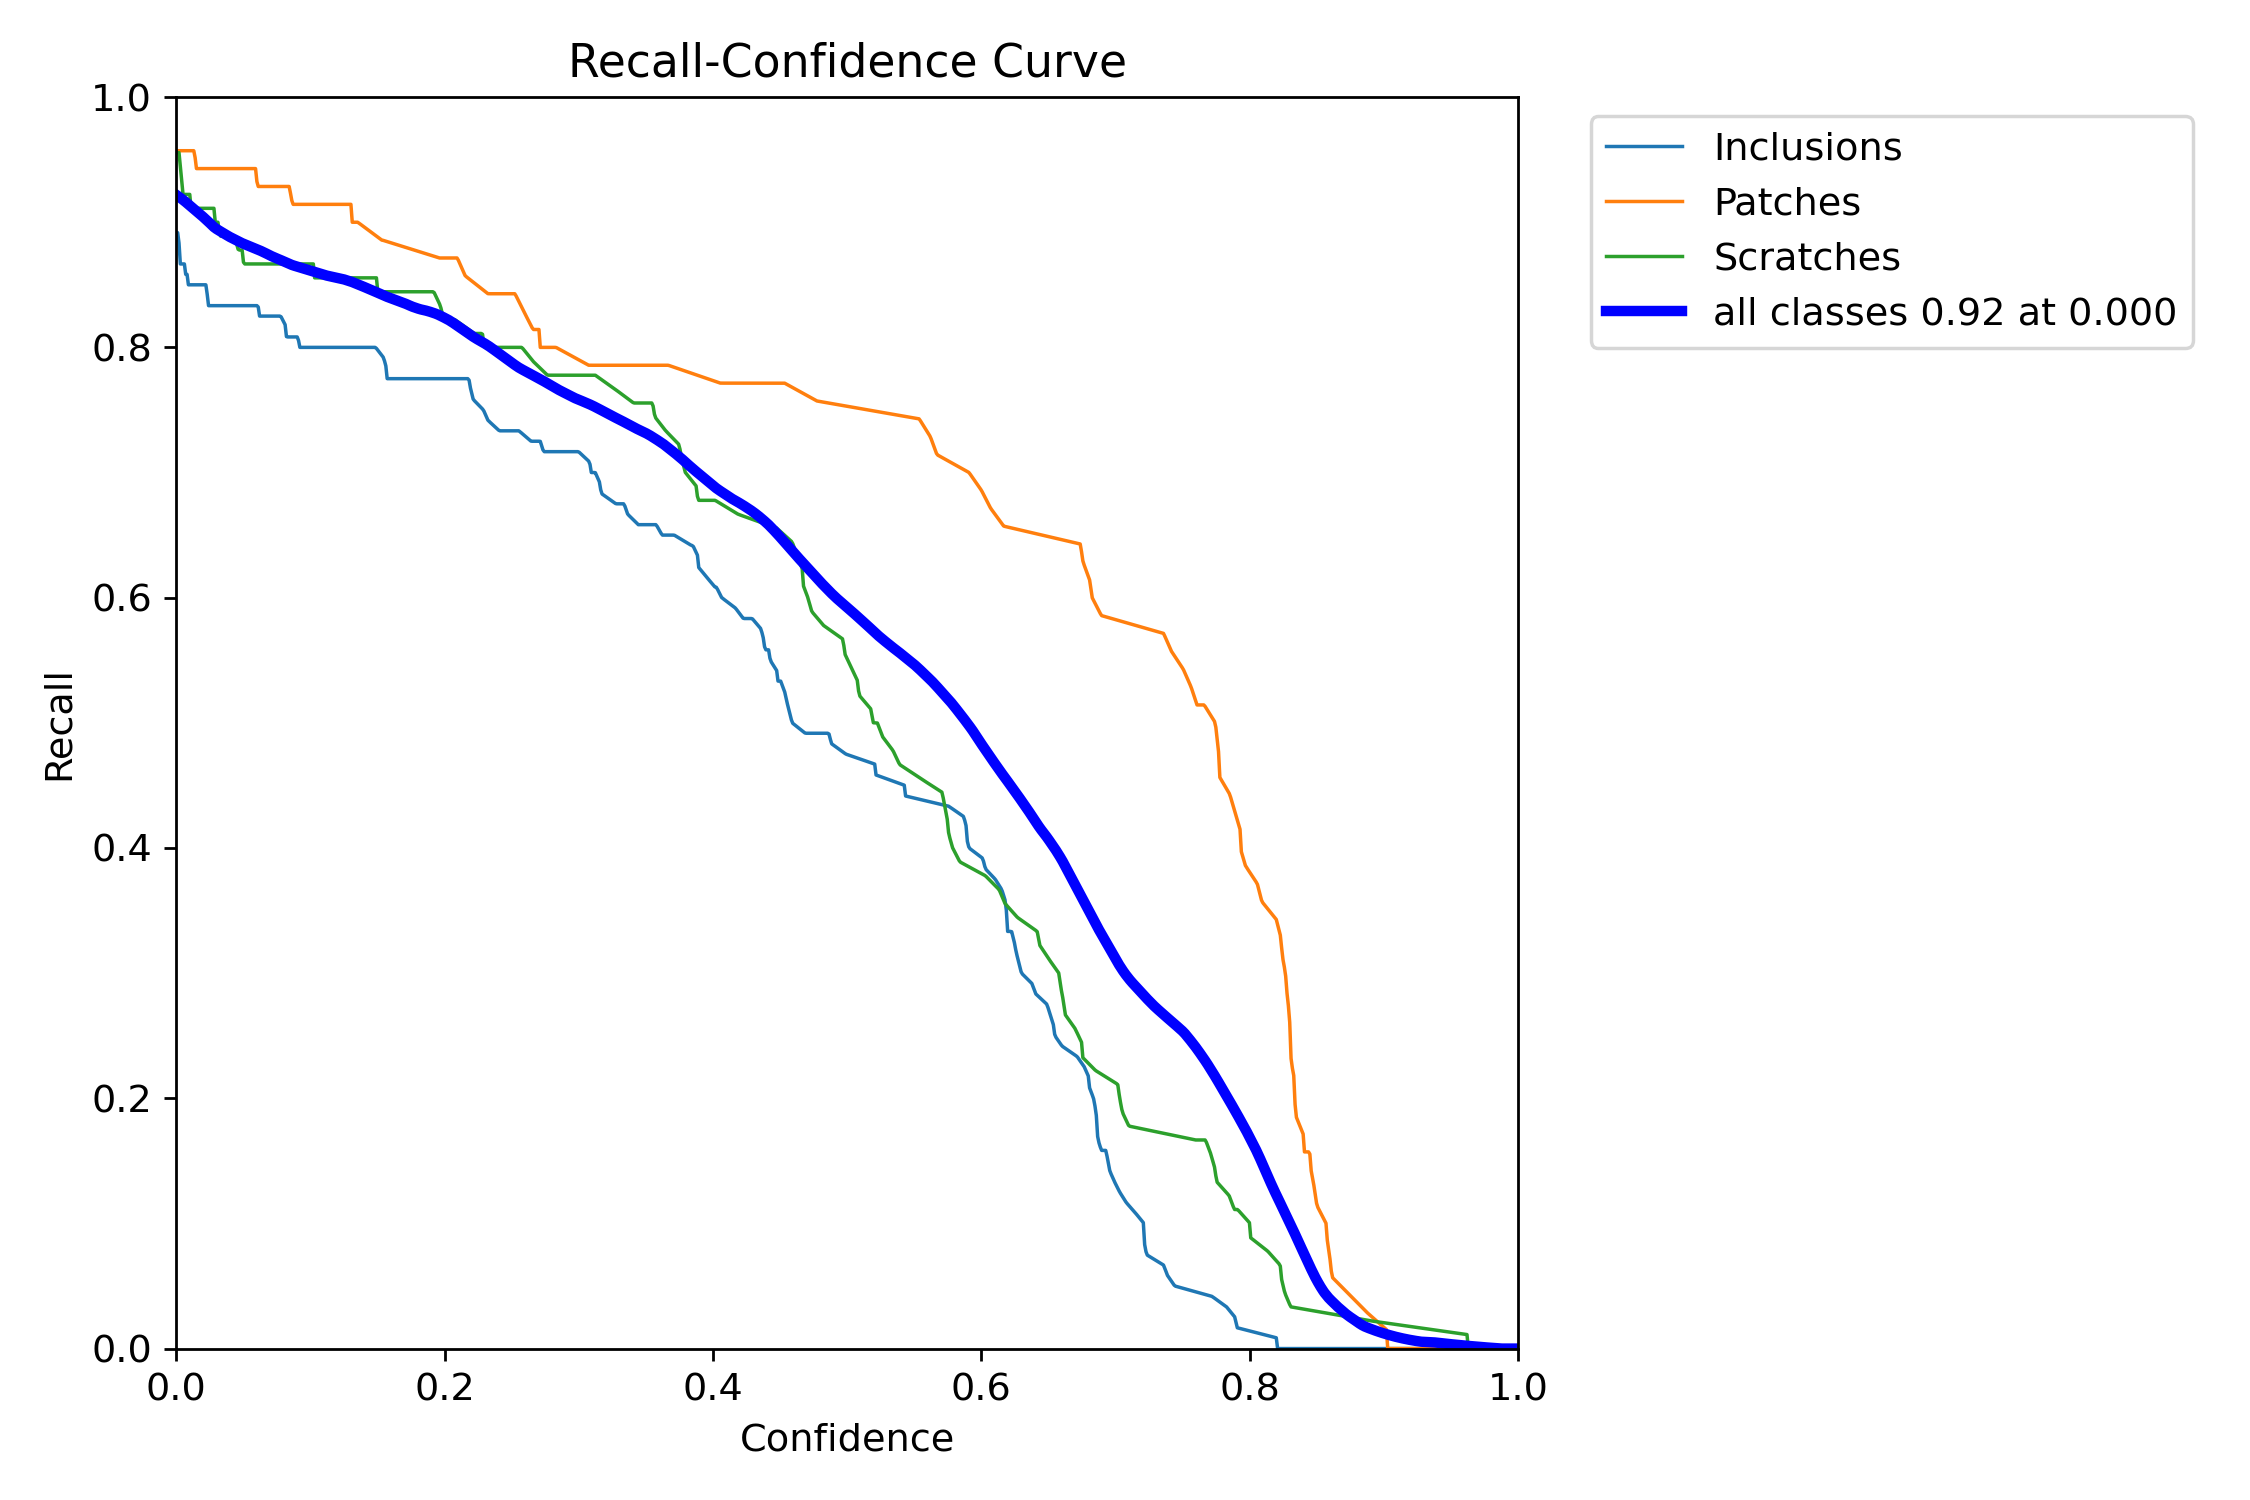 Recall-Confidence Curve
1.0
0.8
0.6
0.4
0.2
0.0
Recall
0.0 0.2 0.4 0.6 0.8 1.0
Confidence
Inclusions
Patches
Scratches
all classes 0.92 at 0.000